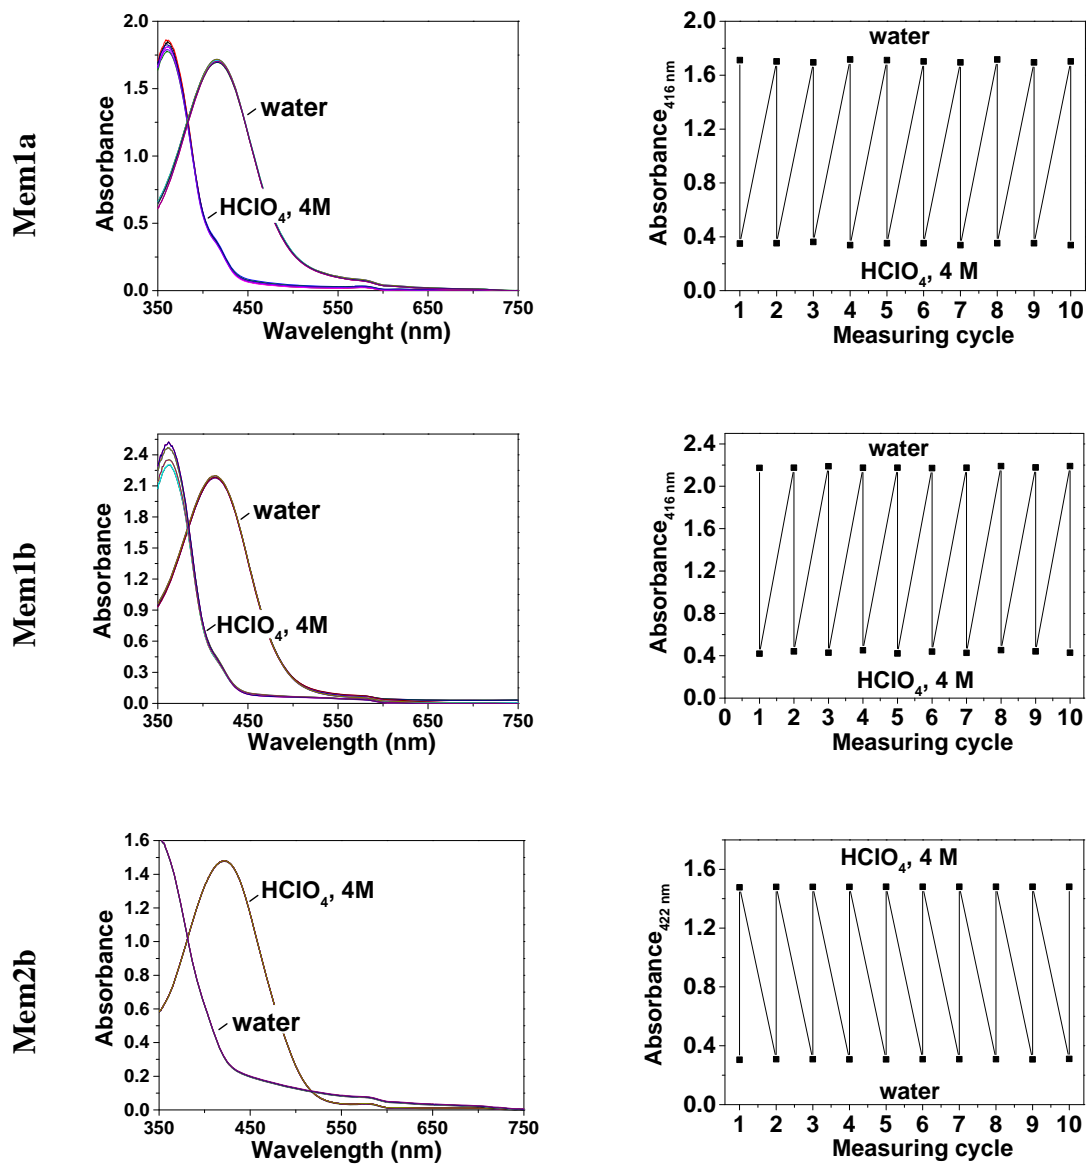 Mem1a
Absorbance
2.0
1.5
1.0
0.5
0.0
water
HClO4, 4M
350 450 550 650 750
Wavelenght (nm)
Absorbance416 nm
2.0
1.6
1.2
0.8
0.4
0.0
water
HClO4, 4 M
1 2 3 4 5 6 7 8 9 10
Measuring cycle
Mem1b
Absorbance
2.4
2.1
1.8
1.5
1.2
0.9
0.6
0.3
0.0
water
HClO4, 4M
350 450 550 650 750
Wavelength (nm)
Absorbance416 nm
2.4
2.0
1.6
1.2
0.8
0.4
0.0
water
HClO4, 4 M
0 1 2 3 4 5 6 7 8 9 10
Measuring cycle
Mem2b
Absorbance
1.6
1.4
1.2
1.0
0.8
0.6
0.4
0.2
0.0
HClO4, 4M
water
350 450 550 650 750
Wavelength (nm)
Absorbance422 nm
1.6
1.2
0.8
0.4
0.0
HClO4, 4 M
water
1 2 3 4 5 6 7 8 9 10
Measuring cycle